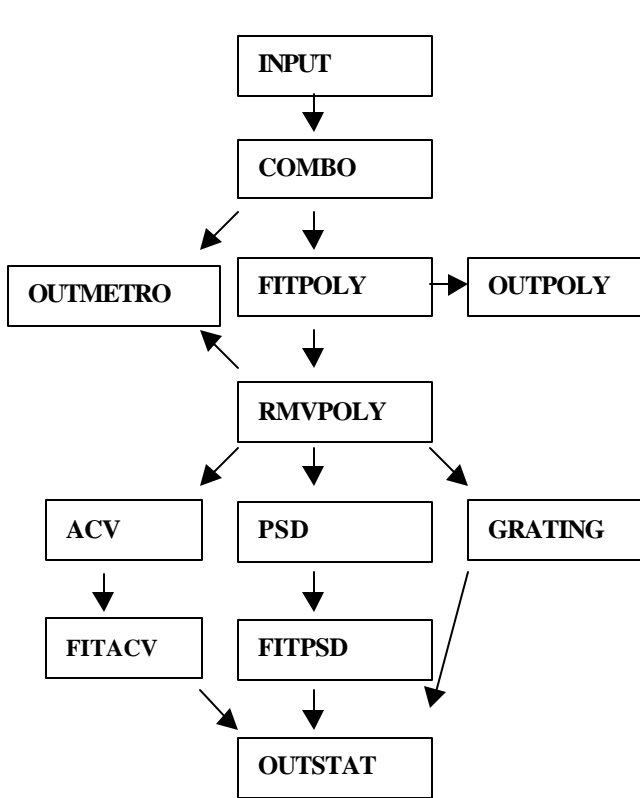 INPUT
COMBO
OUTMETRO
FITPOLY
OUTPOLY
RMVPOLY
ACV
PSD
GRATING
FITACV
FITPSD
OUTSTAT